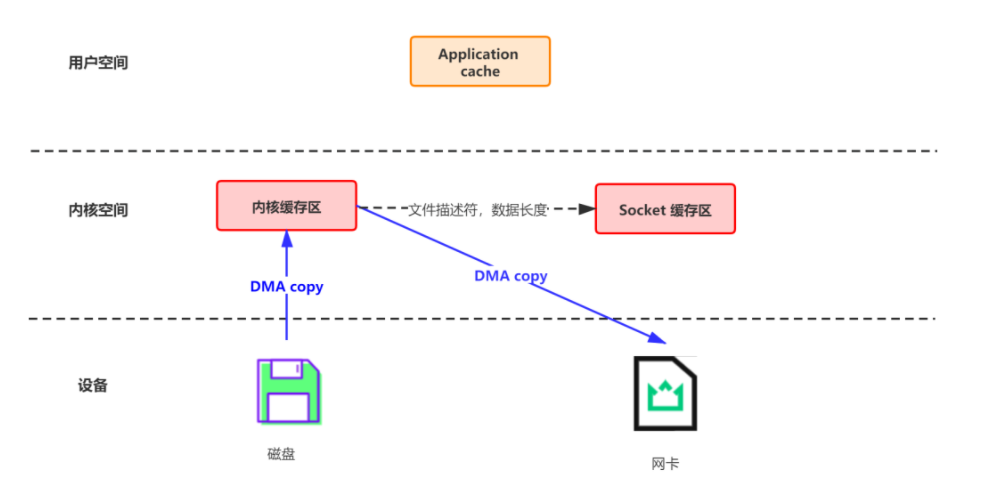 用户空间
Application
cache
内核空间
内核缓存区
文件描述符，数据长度
Socket 缓存区
DMA copy
DMA copy
设备
磁盘
网卡